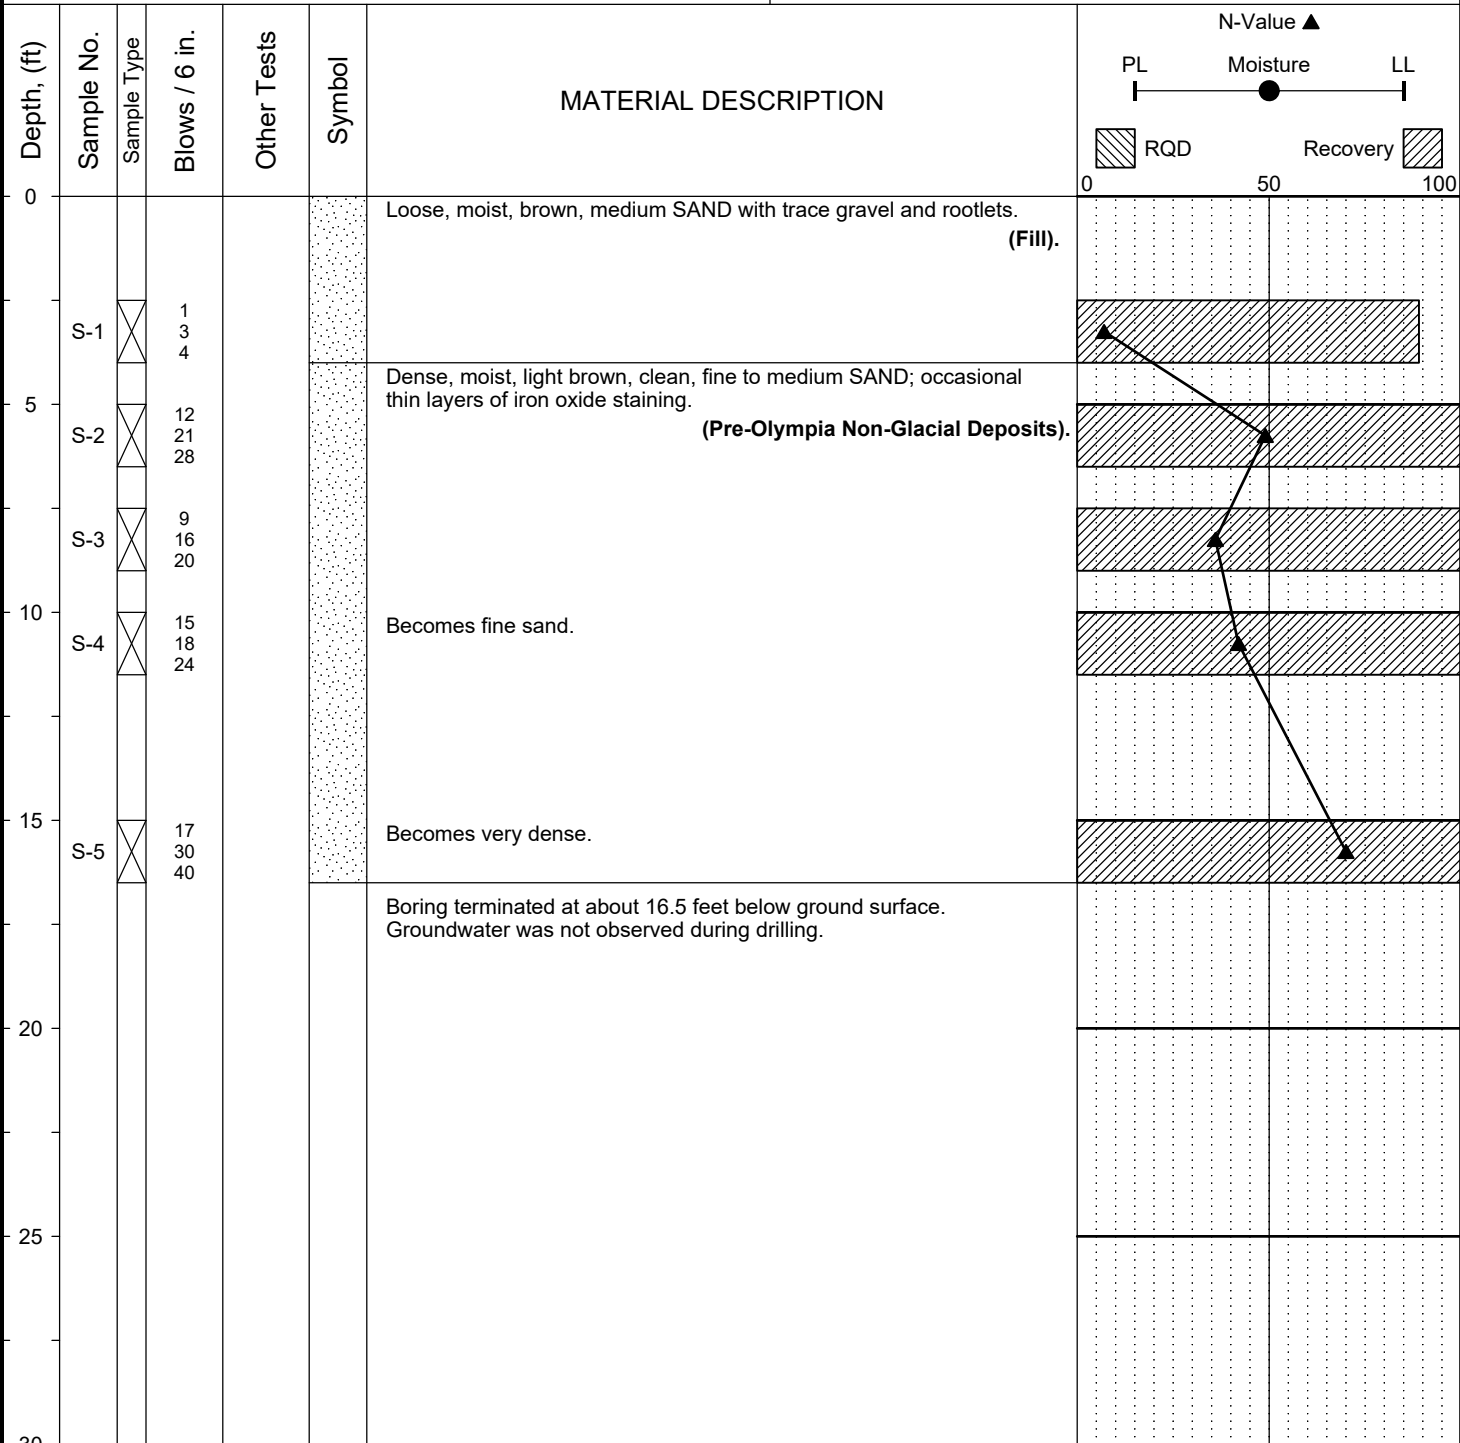 Depth, (ft)
Sample No.
Sample Type
Blows / 6 in.
Other Tests
Symbol
MATERIAL DESCRIPTION
N-Value
PL Moisture LL
RQD Recovery
0 50 100
0
Loose, moist, brown, medium SAND with trace gravel and rootlets.
(Fill).
S-1
1
3
4
Dense, moist, light brown, clean, fine to medium SAND; occasional
thin layers of iron oxide staining.
(Pre-Olympia Non-Glacial Deposits).
5
S-2
12
21
28
S-3
9
16
20
10
S-4
15
18
24
Becomes fine sand.
15
S-5
17
30
40
Becomes very dense.
Boring terminated at about 16.5 feet below ground surface.
Groundwater was not observed during drilling.
20
25
30